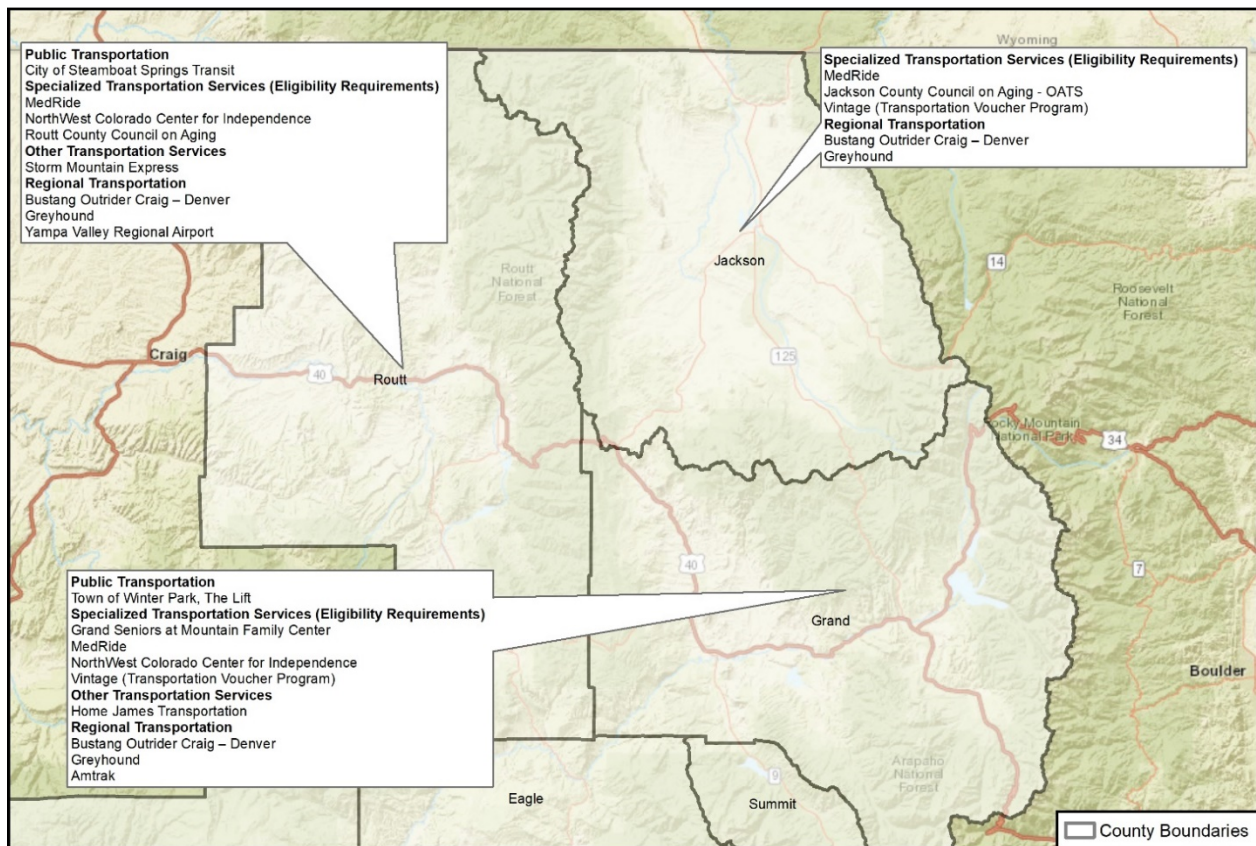 Public Transportation
City of Steamboat Springs Transit
Specialized Transportation Services (Eligibility Requirements)
MedRide
NorthWest Colorado Center for Independence
Routt County Council on Aging
Other Transportation Services
Storm Mountain Express
Regional Transportation
Bustang Outrider Craig – Denver
Greyhound
Yampa Valley Regional Airport
Wyoming
Specialized Transportation Services (Eligibility Requirements)
MedRide
Jackson County Council on Aging - OATS
Vintage (Transportation Voucher Program)
Regional Transportation
Bustang Outrider Craig – Denver
Greyhound
Routt
National
Forest
Jackson
14
Roosevelt
National
Forest
Craig
40
Routt
125
Rocky Mountain
National Park
34
40
7
Public Transportation
Town of Winter Park, The Lift
Specialized Transportation Services (Eligibility Requirements)
Grand Seniors at Mountain Family Center
MedRide
NorthWest Colorado Center for Independence
Vintage (Transportation Voucher Program)
Other Transportation Services
Home James Transportation
Regional Transportation
Bustang Outrider Craig – Denver
Greyhound
Amtrak
Grand
Boulder
Arapaho
National
Forest
9
Eagle
Summit
County Boundaries